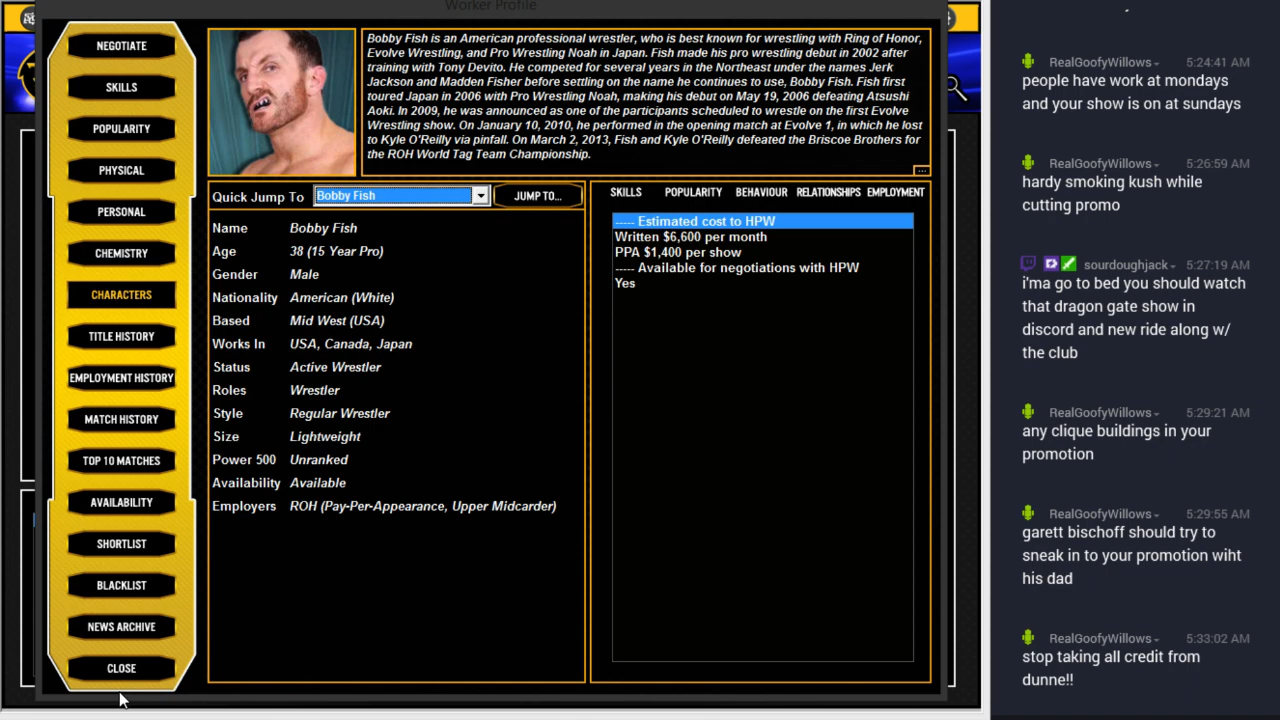 Worker Profile
NEGOTIATE
SKILLS
POPULARITY
PHYSICAL
PERSONAL
CHEMISTRY
CHARACTERS
TITLE HISTORY
EMPLOYMENT HISTORY
MATCH HISTORY
TOP 10 MATCHES
AVAILABILITY
SHORTLIST
BLACKLIST
NEWS ARCHIVE
CLOSE
Bobby Fish is an American professional wrestler, who is best known for wrestling with Ring of Honor,
Evolve Wrestling, and Pro Wrestling Noah in Japan. Fish made his pro wrestling debut in 2002 after
training with Tony Devito. He competed for several years in the Northeast under the names Jerk
Jackson and Madden Fisher before settling on the name he continues to use, Bobby Fish. Fish first
toured Japan in 2006 with Pro Wrestling Noah, making his debut on May 19, 2006 defeating Atsushi
Aoki. In 2009, he was announced as one of the participants scheduled to wrestle on the first Evolve
Wrestling show. On January 10, 2010, he performed in the opening match at Evolve 1, in which he lost
to Kyle O'Reilly via pinfall. On March 2, 2013, Fish and Kyle O'Reilly defeated the Briscoe Brothers for
the ROH World Tag Team Championship.
...
Quick Jump To Bobby Fish JUMP TO...
Name Bobby Fish
Age 38 (15 Year Pro)
Gender Male
Nationality American (White)
Based Mid West (USA)
Works In USA, Canada, Japan
Status Active Wrestler
Roles Wrestler
Style Regular Wrestler
Size Lightweight
Power 500 Unranked
Availability Available
Employers ROH (Pay-Per-Appearance, Upper Midcarder)
SKILLS POPULARITY BEHAVIOUR RELATIONSHIPS EMPLOYMENT
----- Estimated cost to HPW
Written $6,600 per month
PPA $1,400 per show
----- Available for negotiations with HPW
Yes
RealGoofyWillows 5:24:41 AM
people have work at mondays
and your show is on at sundays
RealGoofyWillows 5:26:59 AM
hardy smoking kush while
cutting promo
sourdoughjack 5:27:19 AM
i'ma go to bed you should watch
that dragon gate show in
discord and new ride along w/
the club
RealGoofyWillows 5:29:21 AM
any clique buildings in your
promotion
RealGoofyWillows 5:29:55 AM
garett bischoff should try to
sneak in to your promotion wiht
his dad
RealGoofyWillows 5:33:02 AM
stop taking all credit from
dunne!!